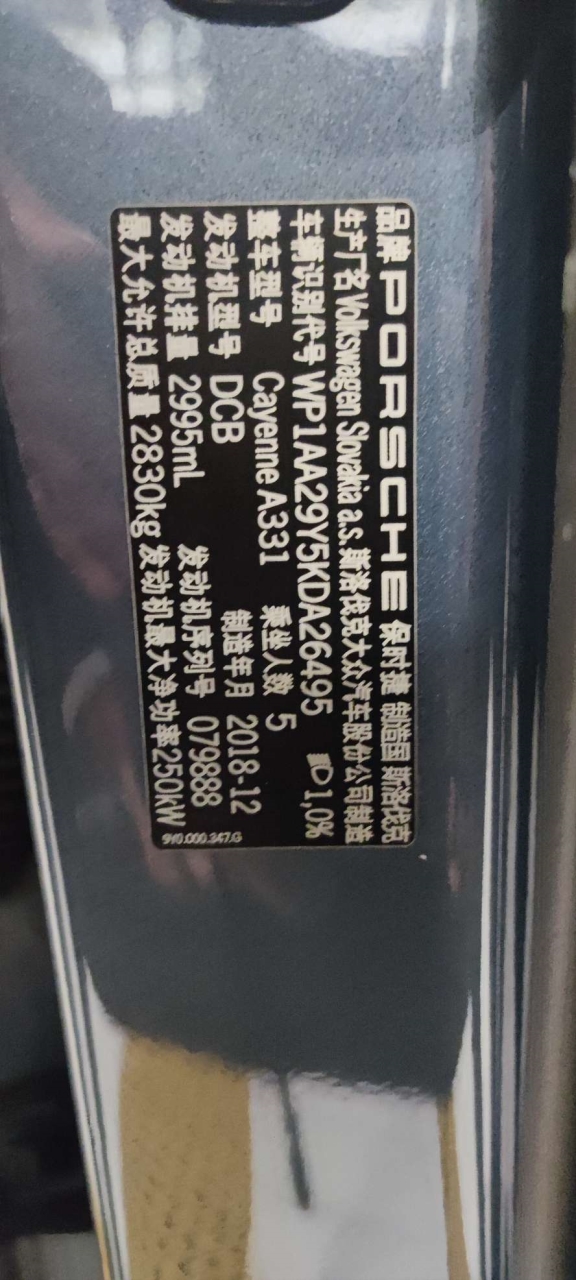 品牌 PORSCHE 保时捷 制造国 斯洛伐克
生产厂名 Volkswagen Slovakia a.s. 斯洛伐克大众汽车股份公司制造
车辆识别代号 WP1AA29Y5KDA26495 1,0%
整车型号 Cayenne A331 乘坐人数 5
发动机型号 DCB 制造年月 2018-12
发动机排量 2995mL 发动机序列号 079888
最大允许总质量 2830kg 发动机最大净功率250kW
9Y0.000.347.G